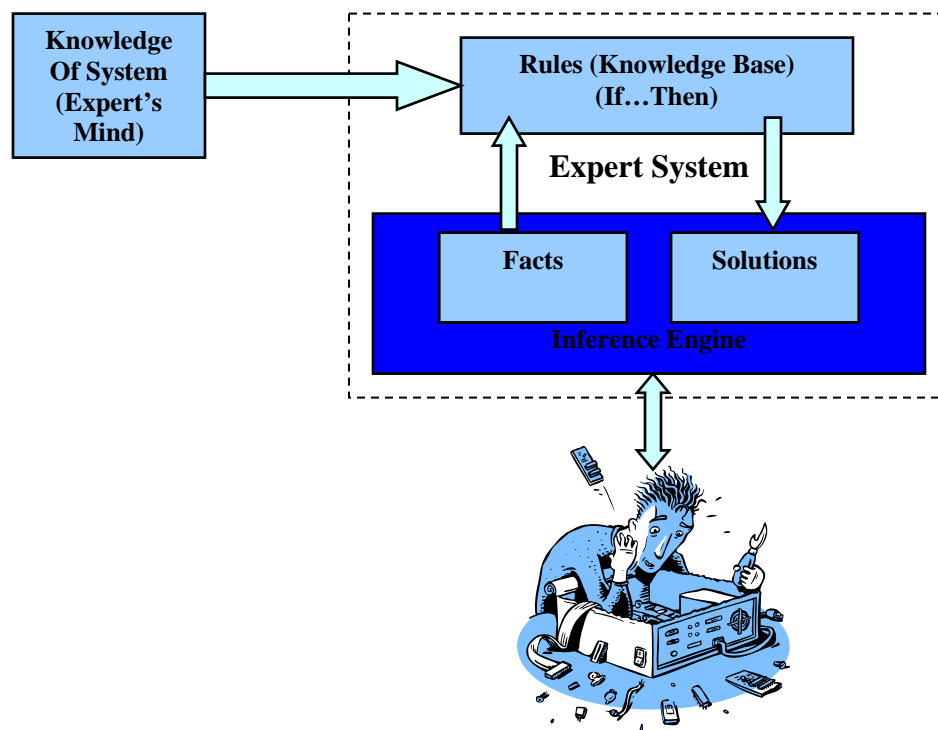 Knowledge
Of System
(Expert's
Mind)
Rules (Knowledge Base)
(If…Then)
Expert System
Facts
Solutions
Inference Engine